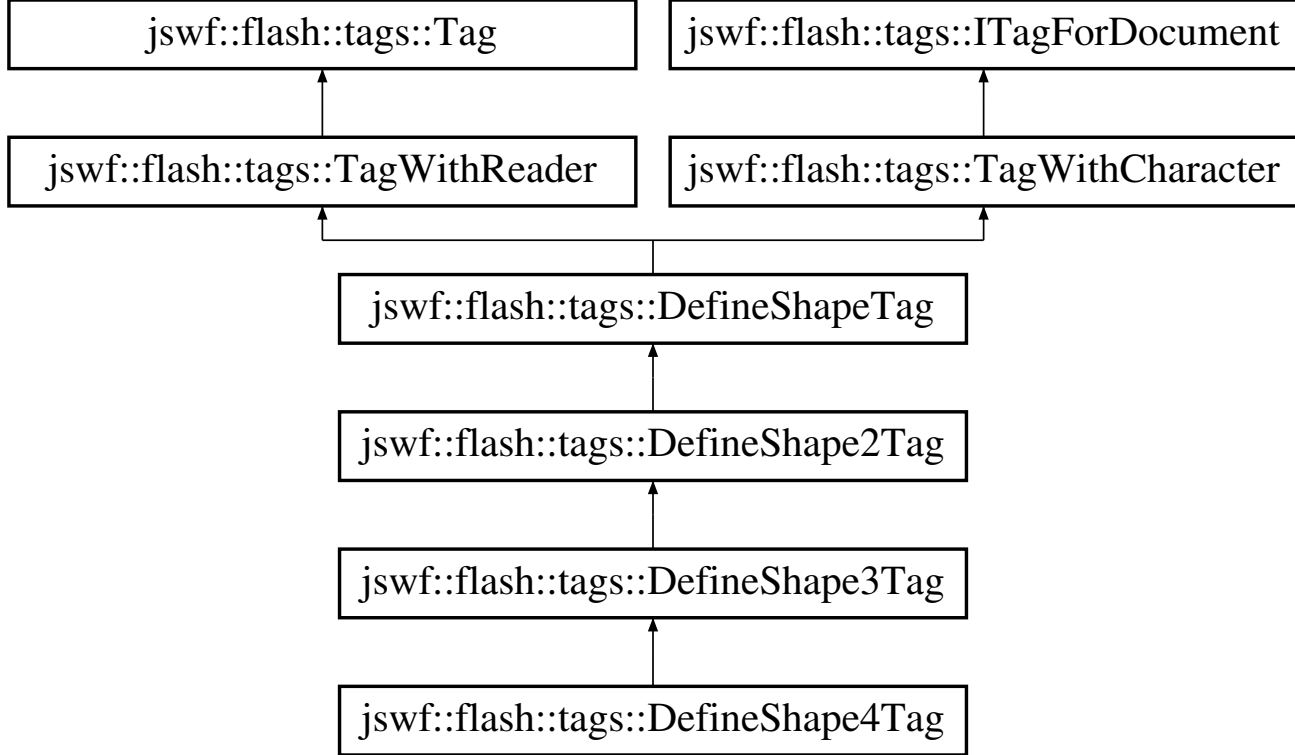 jswf::flash::tags::Tag
jswf::flash::tags::ITagForDocument
jswf::flash::tags::TagWithReader
jswf::flash::tags::TagWithCharacter
jswf::flash::tags::DefineShapeTag
jswf::flash::tags::DefineShape2Tag
jswf::flash::tags::DefineShape3Tag
jswf::flash::tags::DefineShape4Tag